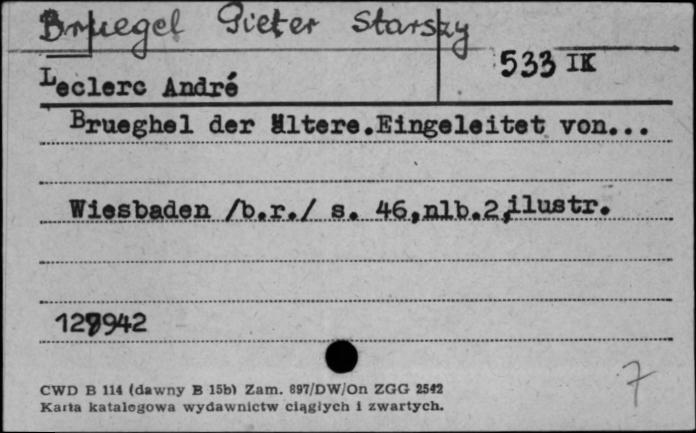 Bruegel Pieter Starszy
533 IK
Leclerc André
Brueghel der Ältere.Eingeleitet von...
Wiesbaden /b.r./ s. 46,nlb.2,ilustr.
129942
CWD B 114 (dawny B 15b) Zam. 897/DW/On ZGG 2542
Karta katalogowa wydawnictw ciągłych i zwartych.
7